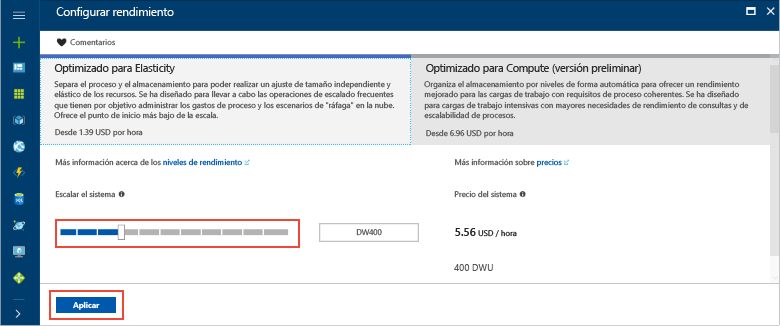 Configurar rendimiento
Comentarios
Optimizado para Elasticity
Separa el proceso y el almacenamiento para poder realizar un ajuste de tamaño independiente y
elástico de recursos. Se ha diseñado para llevar a cabo las operaciones de escalado frecuentes
que tienen por objetivo administrar los gastos de proceso y los escenarios de "ráfaga" en la nube.
Ofrece el punto de inicio más bajo de la escala.
Desde 1.39 USD por hora
Optimizado para Compute (versión preliminar)
Organiza el almacenamiento por niveles de forma automática para ofrecer un rendimiento
mejorado para las cargas de trabajo con requisitos de proceso coherentes. Se ha diseñado
para cargas de trabajo intensivas con mayores necesidades de rendimiento de consultas y de
escalabilidad de procesos.
Desde 6.96 USD por hora
Más información acerca de los niveles de rendimiento
Más información sobre precios
Escalar el sistema
Precio del sistema
DW400
5.56 USD / hora
400 DWU
Aplicar